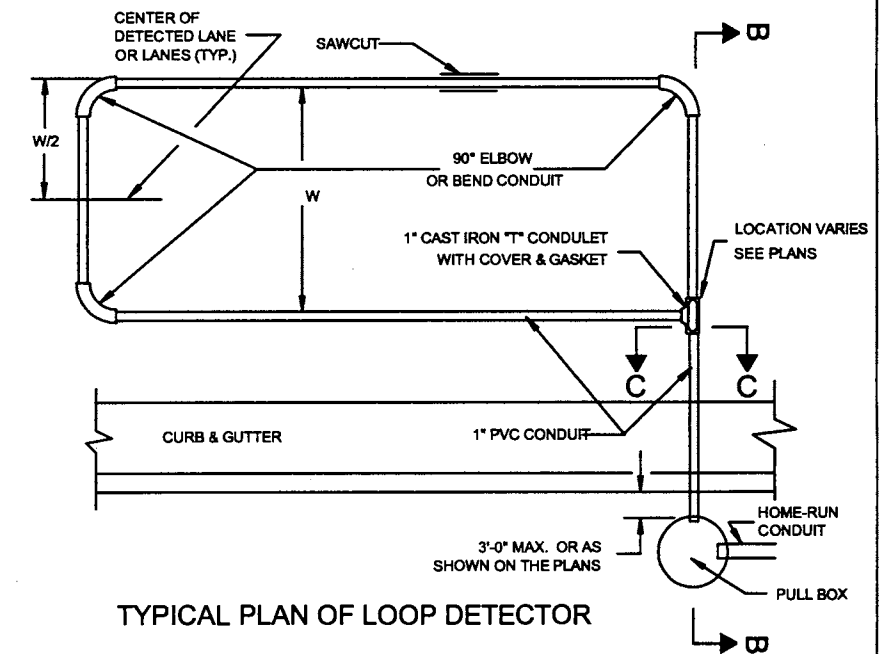 CENTER OF
DETECTED LANE
OR LANES (TYP.)
SAWCUT
B
W/2
90° ELBOW
OR BEND CONDUIT
W
1" CAST IRON "T" CONDULET
WITH COVER & GASKET
LOCATION VARIES
SEE PLANS
C
C
CURB & GUTTER
1" PVC CONDUIT
HOME-RUN
CONDUIT
3'-0" MAX. OR AS
SHOWN ON THE PLANS
PULL BOX
TYPICAL PLAN OF LOOP DETECTOR
B